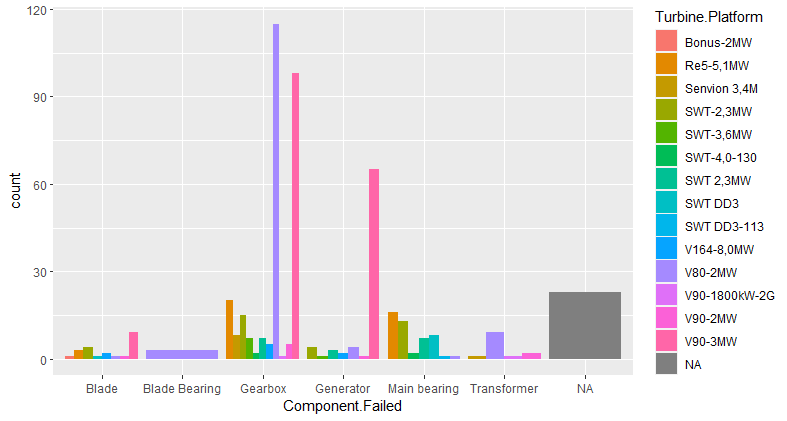 120
90
60
30
0
count
Blade
Blade Bearing
Gearbox
Generator
Main bearing
Transformer
NA
Component.Failed
Turbine.Platform
Bonus-2MW
Re5-5,1MW
Senvion 3,4M
SWT-2,3MW
SWT-3,6MW
SWT-4,0-130
SWT 2,3MW
SWT DD3
SWT DD3-113
V164-8,0MW
V80-2MW
V90-1800kW-2G
V90-2MW
V90-3MW
NA